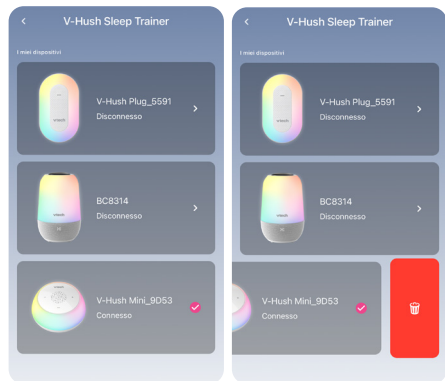 V-Hush Sleep Trainer
I miei dispositivi
V-Hush Plug_5591
Disconnesso
BC8314
Disconnesso
V-Hush Mini_9D53
Connesso
V-Hush Sleep Trainer
I miei dispositivi
V-Hush Plug_5591
Disconnesso
BC8314
Disconnesso
V-Hush Mini_9D53
Connesso